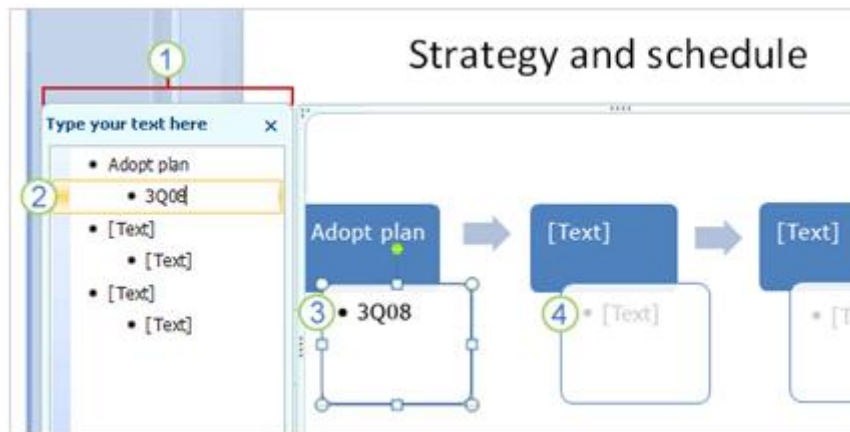 Strategy and schedule
1
Type your text here
• Adopt plan
2
• 3Q08
• [Text]
• [Text]
• [Text]
• [Text]
Adopt plan
[Text]
[Text]
3
• 3Q08
4
• [Text]
• [T